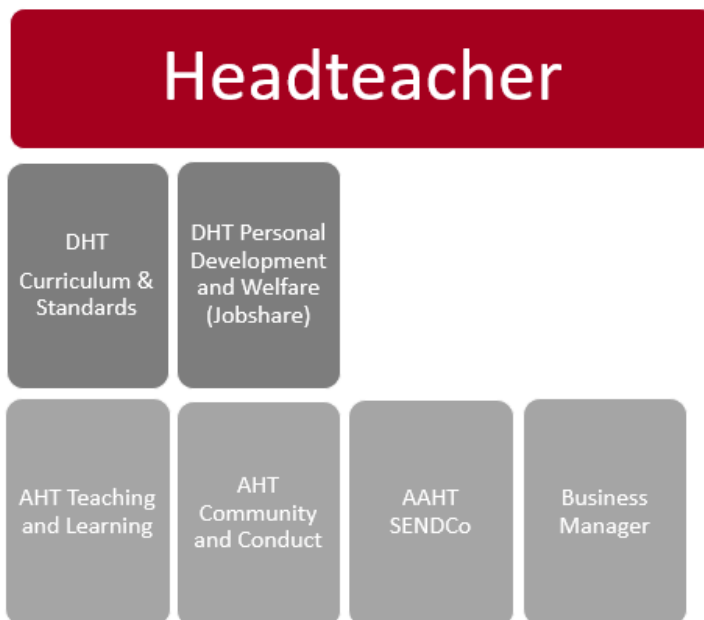 Headteacher
DHT
Curriculum &
Standards
DHT Personal
Development
and Welfare
(Jobshare)
AHT Teaching
and Learning
AHT
Community
and Conduct
AAHT
SENDCo
Business
Manager